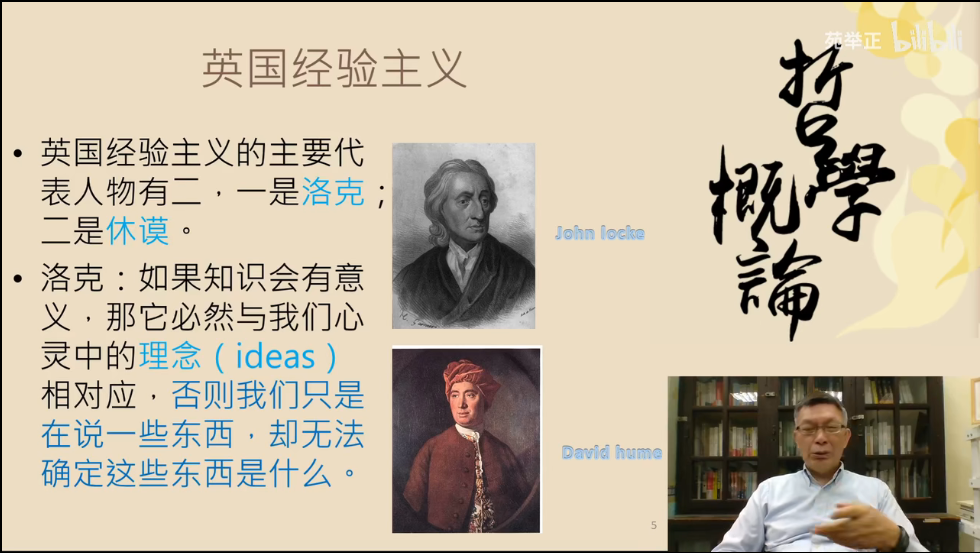 苑举正 bilibili
英国经验主义
• 英国经验主义的主要代
表人物有二，一是洛克；
二是休谟。
• 洛克：如果知识会有意
义，那它必然与我们心
灵中的理念（ideas）
相对应，否则我们只是
在说一些东西，却无法
确定这些东西是什么。
John locke
David hume
哲學
概論
5